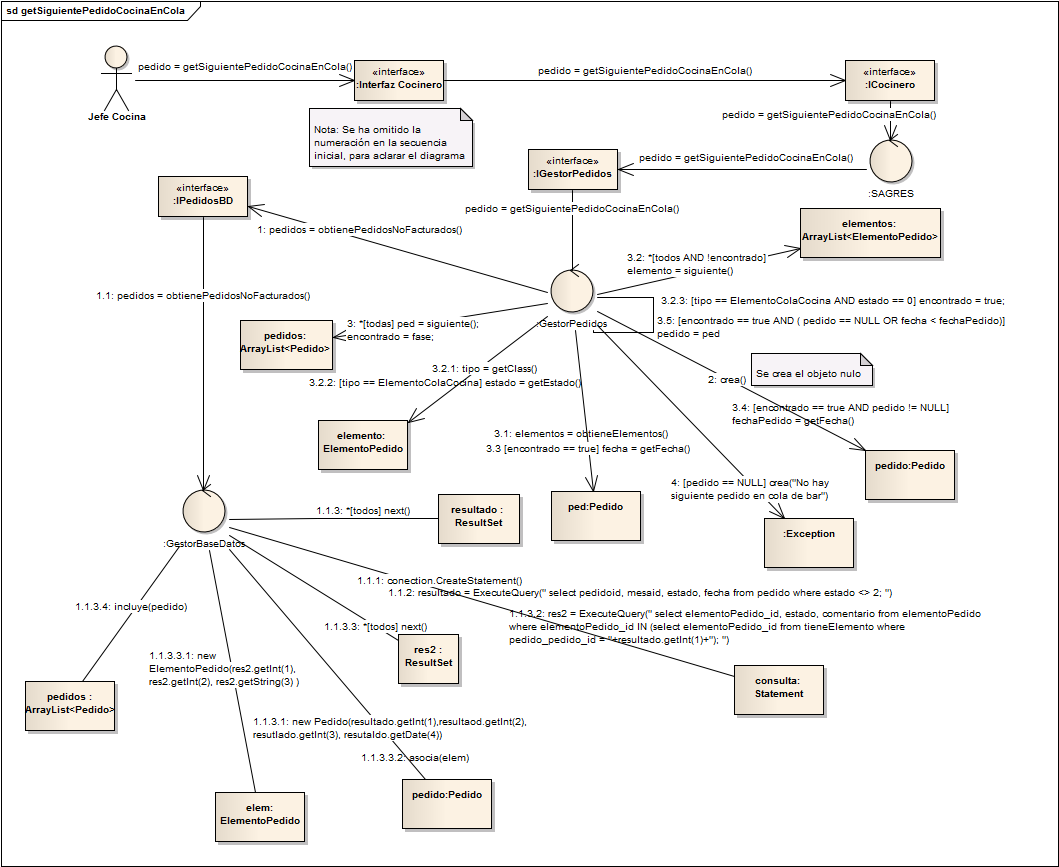 sd getSiguientePedidoCocinaEnCola
Jefe Cocina
pedido = getSiguientePedidoCocinaEnCola()
«interface»
:Interfaz Cocinero
pedido = getSiguientePedidoCocinaEnCola()
«interface»
:ICocinero
Nota: Se ha omitido la
numeración en la secuencia
inicial, para aclarar el diagrama
pedido = getSiguientePedidoCocinaEnCola()
:SAGRES
pedido = getSiguientePedidoCocinaEnCola()
«interface»
:IGestorPedidos
pedido = getSiguientePedidoCocinaEnCola()
«interface»
:IPedidosBD
1: pedidos = obtienePedidosNoFacturados()
elementos:
ArrayList<ElementoPedido>
3.2: *[todos AND !encontrado]
elemento = siguiente()
1.1: pedidos = obtienePedidosNoFacturados()
:GestorPedidos
3.2.3: [tipo == ElementoColaCocina AND estado == 0] encontrado = true;
3.5: [encontrado == true AND ( pedido == NULL OR fecha < fechaPedido)]
pedido = ped
pedidos:
ArrayList<Pedido>
3: *[todas] ped = siguiente();
encontrado = false;
3.2.1: tipo = getClass()
3.2.2: [tipo == ElementoColaCocina] estado = getEstado()
2: crea()
Se crea el objeto nulo
3.4: [encontrado == true AND pedido != NULL]
fechaPedido = getFecha()
elemento:
ElementoPedido
3.1: elementos = obtieneElementos()
3.3 [encontrado == true] fecha = getFecha()
pedido:Pedido
4: [pedido == NULL] crea("No hay
siguiente pedido en cola de bar")
ped:Pedido
:Exception
:GestorBaseDatos
1.1.3: *[todos] next()
resultado :
ResultSet
1.1.1: conection.CreateStatement()
1.1.2: resultado = ExecuteQuery(" select pedidoid, mesaid, estado, fecha from pedido where estado <> 2; ")
1.1.3.2: res2 = ExecuteQuery(" select elementoPedido_id, estado, comentario from elementoPedido
where elementoPedido_id IN (select elementoPedido_id from tieneElemento where
pedido_pedido_id = "+resultado.getInt(1)+"); ")
1.1.3.4: incluye(pedido)
1.1.3.3: *[todos] next()
res2 :
ResultSet
1.1.3.3.1: new
ElementoPedido(res2.getInt(1),
res2.getInt(2), res2.getString(3) )
consulta:
Statement
pedidos :
ArrayList<Pedido>
1.1.3.1: new Pedido(resultado.getInt(1),resultaod.getInt(2),
resutlado.getInt(3), resutaldo.getDate(4))
1.1.3.3.2: asocia(elem)
elem:
ElementoPedido
pedido:Pedido